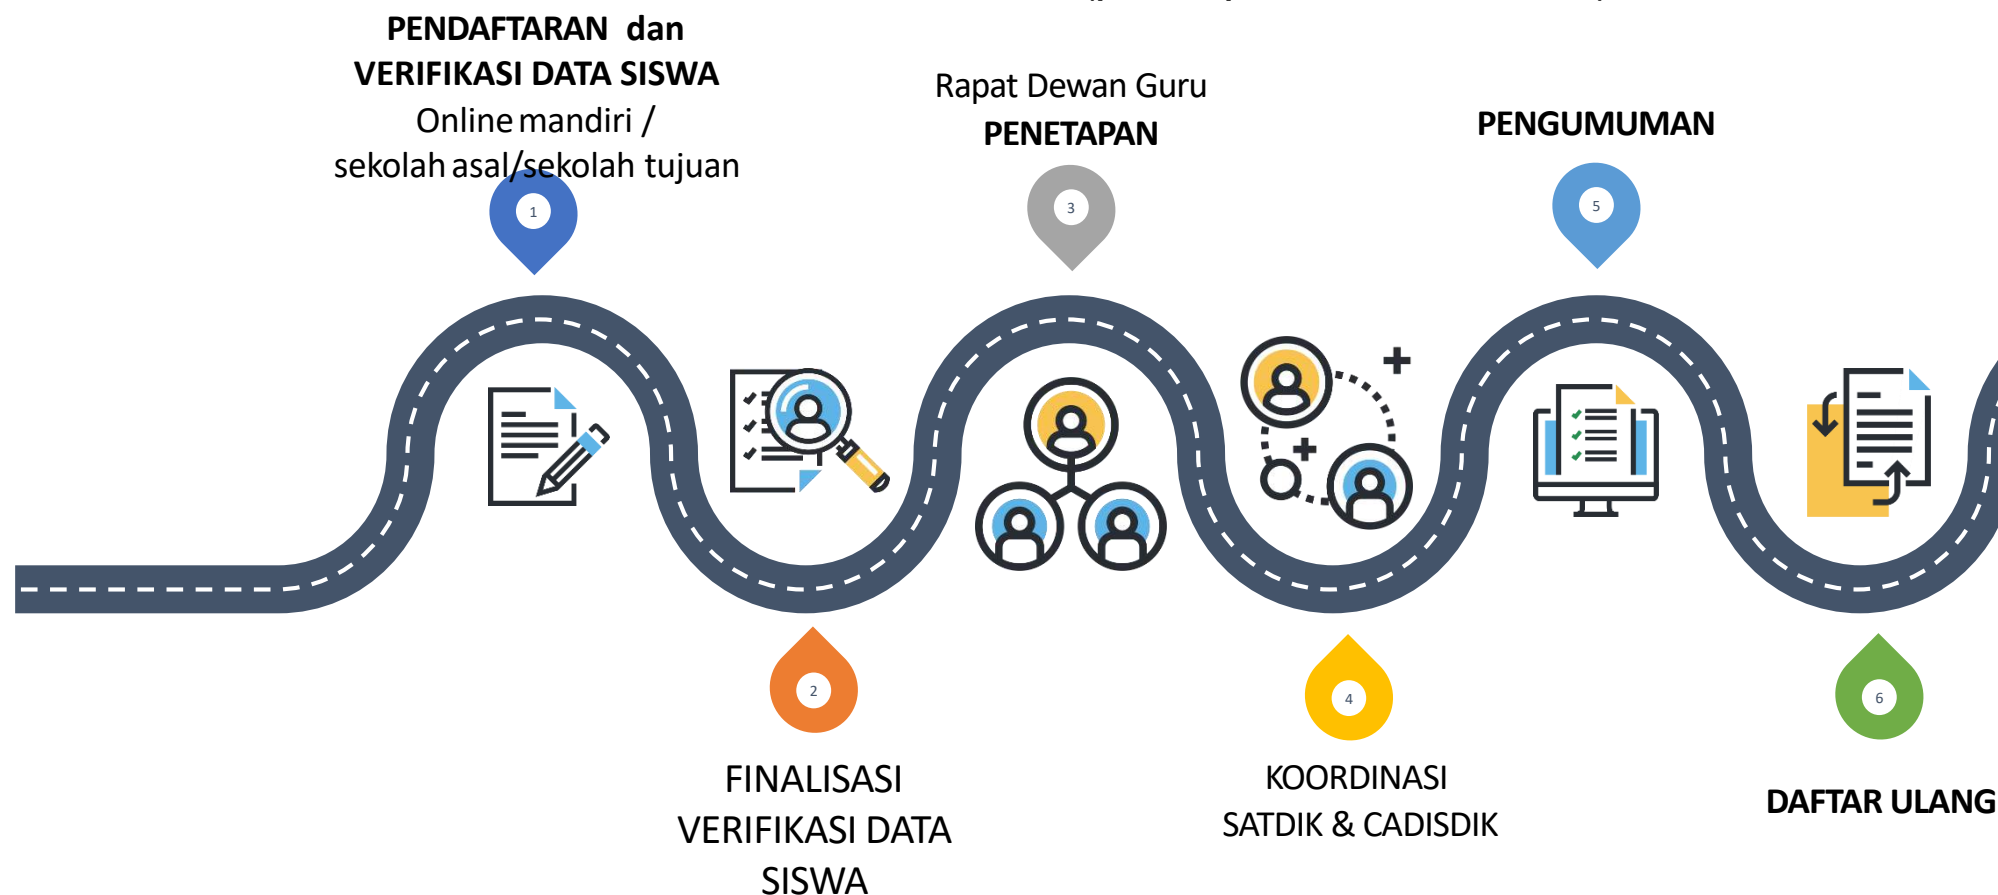 PENDAFTARAN dan
VERIFIKASI DATA SISWA
Online mandiri /
sekolah asal/sekolah tujuan
1
FINALISASI
VERIFIKASI DATA
SISWA
2
Rapat Dewan Guru
PENETAPAN
3
KOORDINASI
SATDIK & CADISDIK
4
PENGUMUMAN
5
DAFTAR ULANG
6